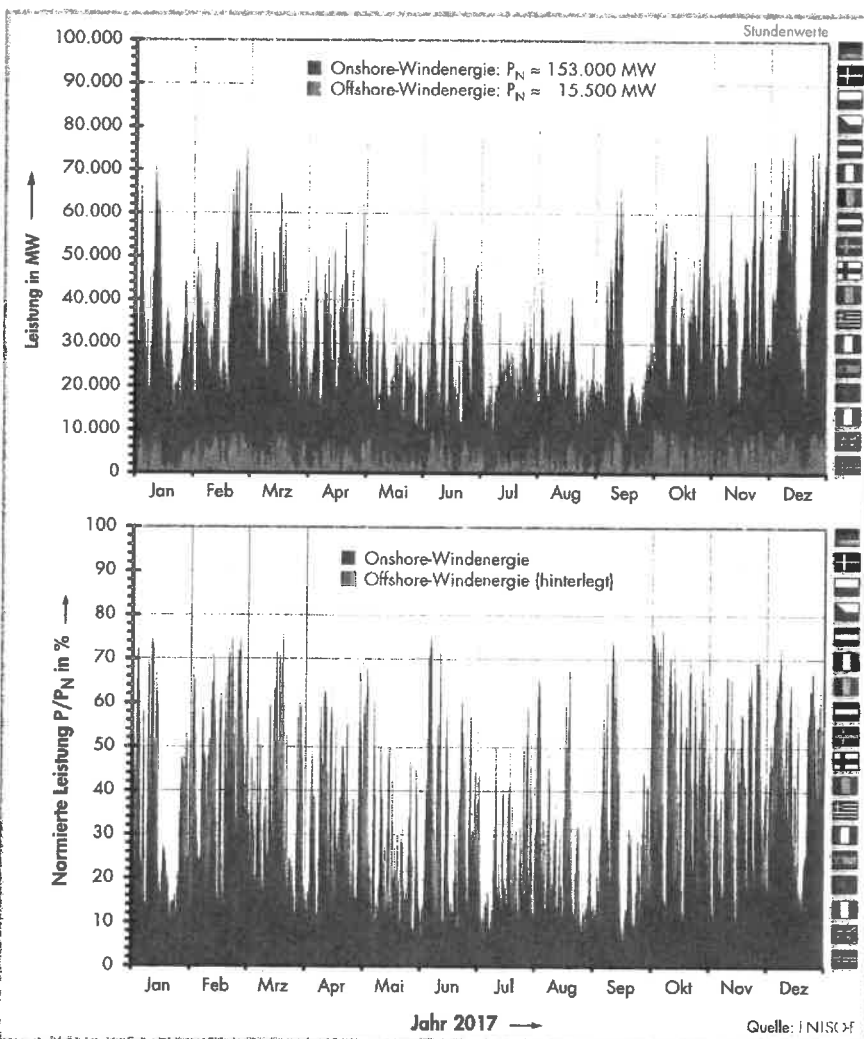 Stundenwerte
100.000
90.000
80.000
70.000
60.000
50.000
40.000
30.000
20.000
10.000
0
Leistung in MW
Onshore-Windenergie: PN ≈ 153.000 MW
Offshore-Windenergie: PN ≈ 15.500 MW
Jan Feb Mrz Apr Mai Jun Jul Aug Sep Okt Nov Dez
100
90
80
70
60
50
40
30
20
10
0
Normierte Leistung P/PN in %
Onshore-Windenergie
Offshore-Windenergie (hinterlegt)
Jan Feb Mrz Apr Mai Jun Jul Aug Sep Okt Nov Dez
Jahr 2017
Quelle: